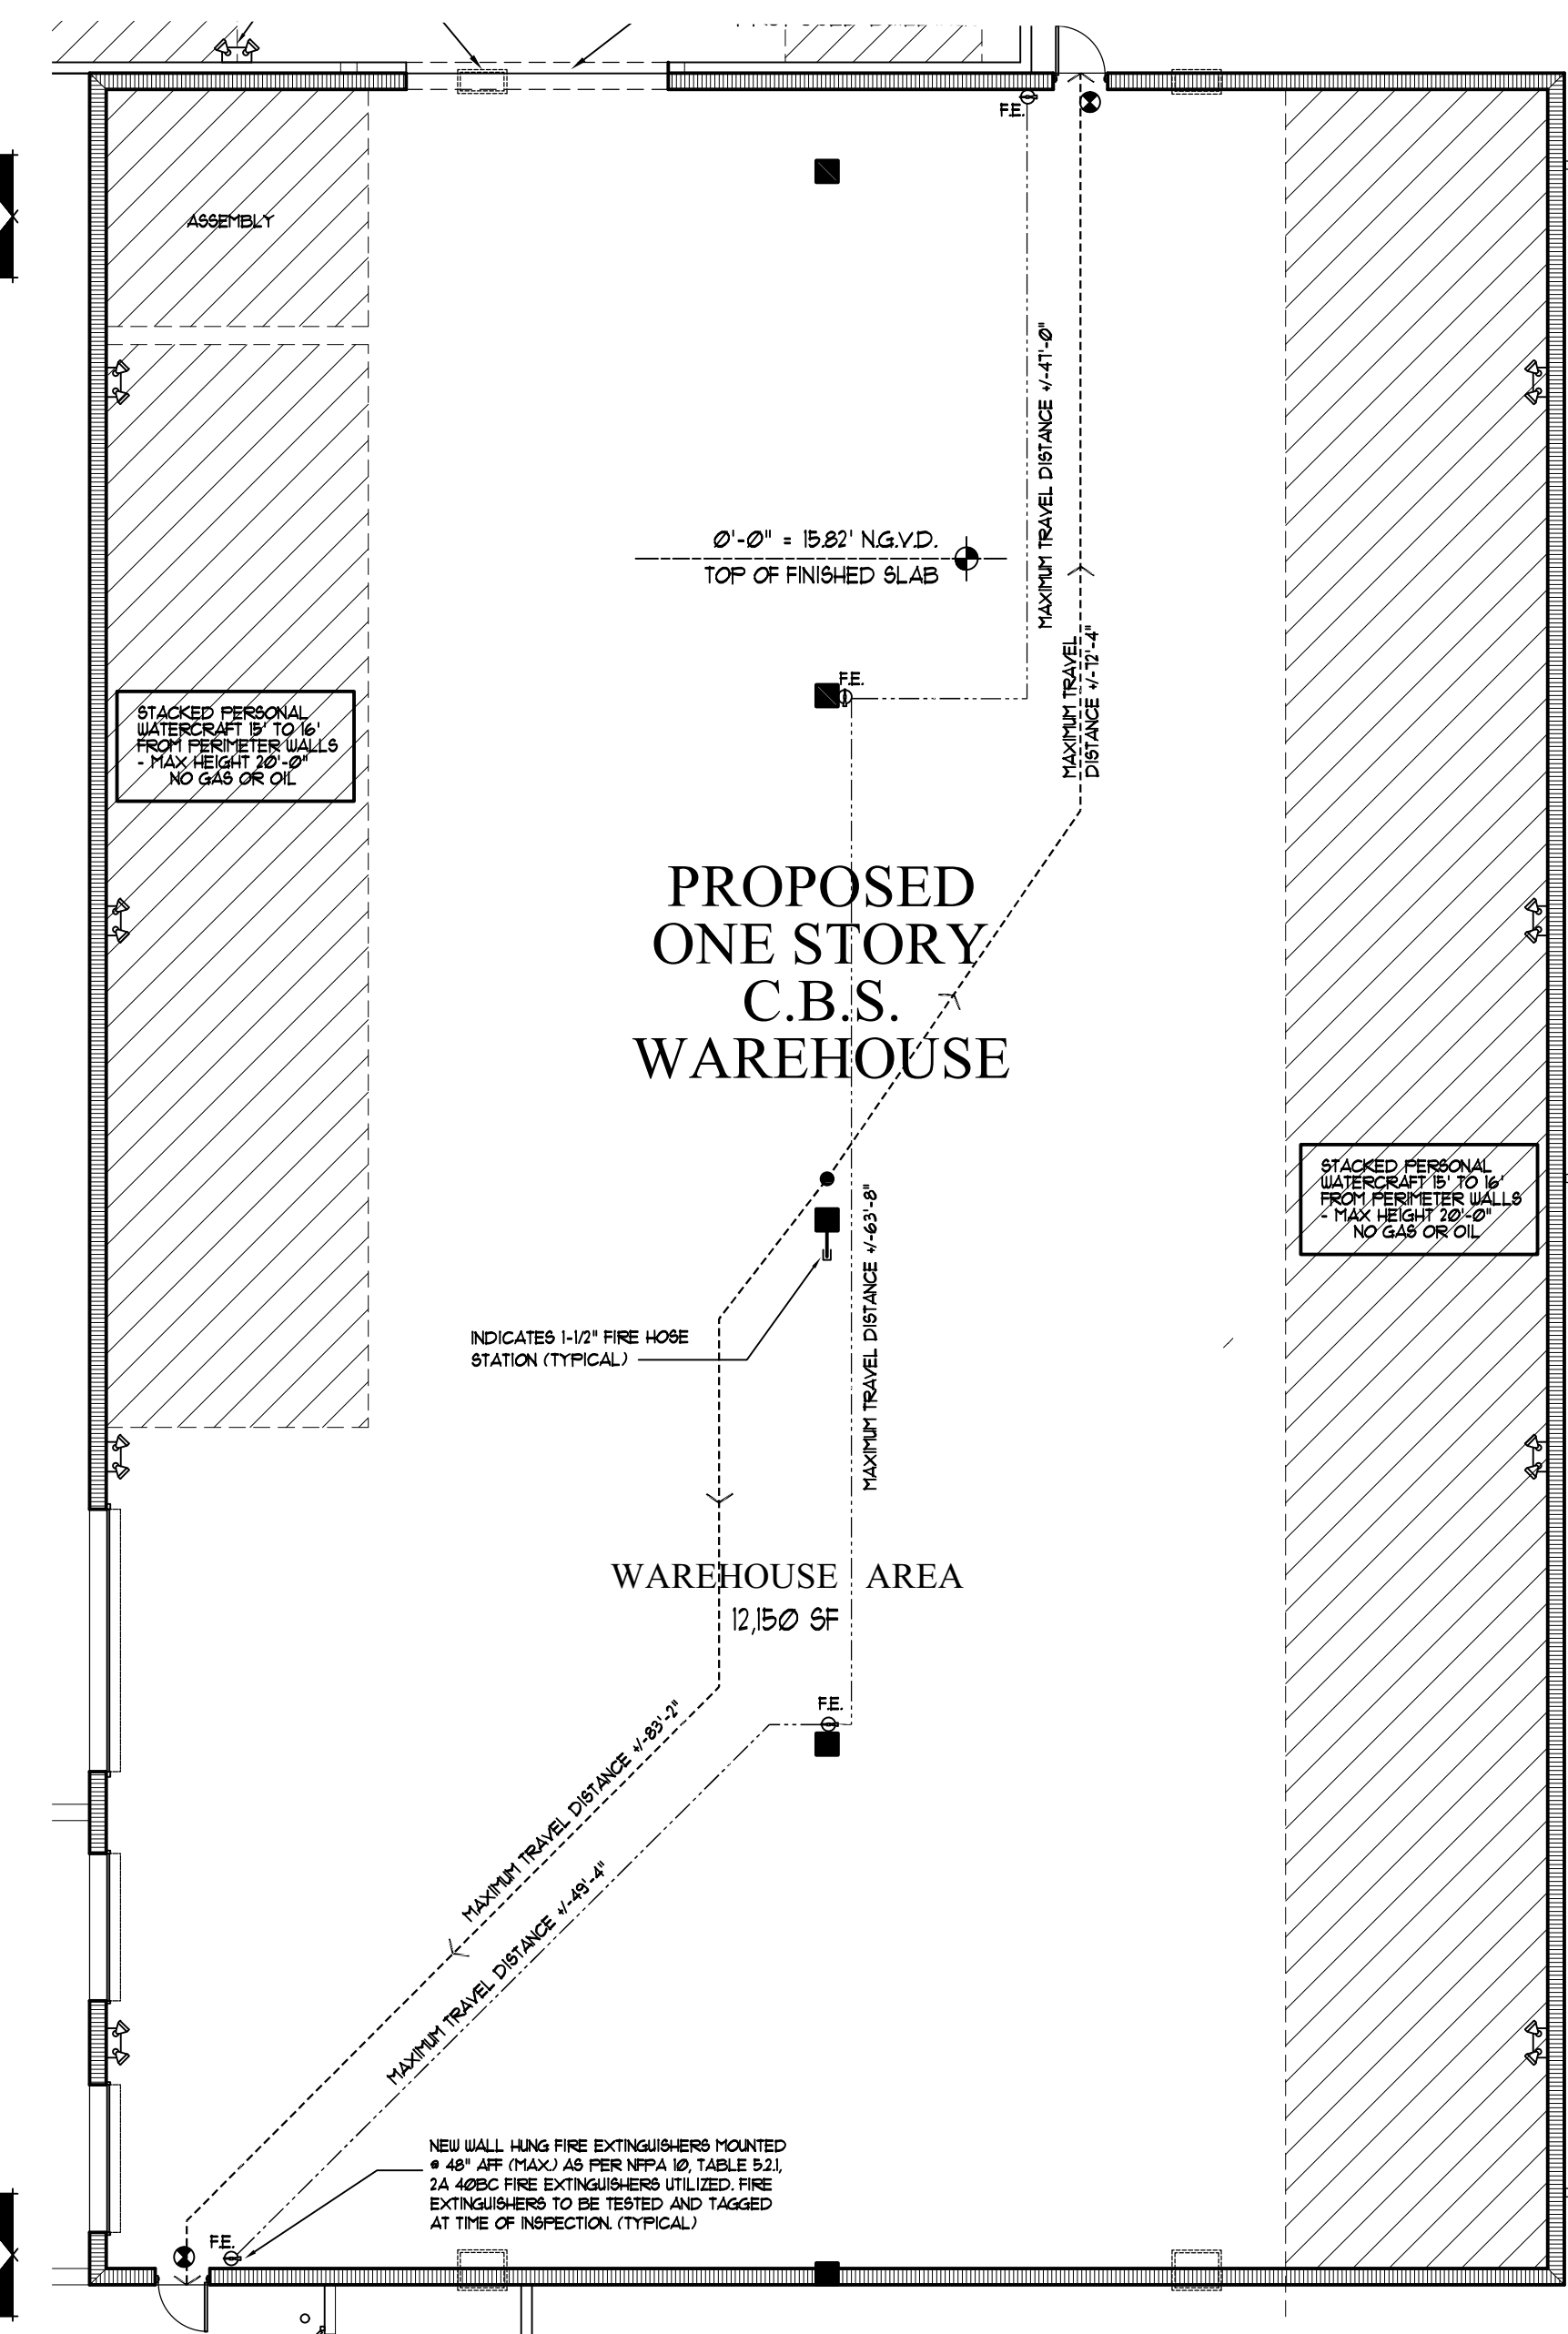 F.E.
ASSEMBLY
MAXIMUM TRAVEL DISTANCE +/-47'-0"
0'-0" = 15.82' N.G.V.D.
TOP OF FINISHED SLAB
MAXIMUM TRAVEL
DISTANCE +/-72'-4"
F.E.
STACKED PERSONAL
WATERCRAFT 15' TO 16'
FROM PERIMETER WALLS
- MAX HEIGHT 20'-0"
NO GAS OR OIL
PROPOSED
ONE STORY
C.B.S.
WAREHOUSE
STACKED PERSONAL
WATERCRAFT 15' TO 16'
FROM PERIMETER WALLS
- MAX HEIGHT 20'-0"
NO GAS OR OIL
MAXIMUM TRAVEL DISTANCE +/-63'-8"
INDICATES 1-1/2" FIRE HOSE
STATION (TYPICAL)
WAREHOUSE AREA
12,150 SF
F.E.
MAXIMUM TRAVEL DISTANCE +/-83'-2"
MAXIMUM TRAVEL DISTANCE +/-49'-4"
NEW WALL HUNG FIRE EXTINGUISHERS MOUNTED
@ 48" AFF (MAX.) AS PER NFPA 10, TABLE 5.2.1,
2A 40BC FIRE EXTINGUISHERS UTILIZED. FIRE
EXTINGUISHERS TO BE TESTED AND TAGGED
AT TIME OF INSPECTION. (TYPICAL)
F.E.